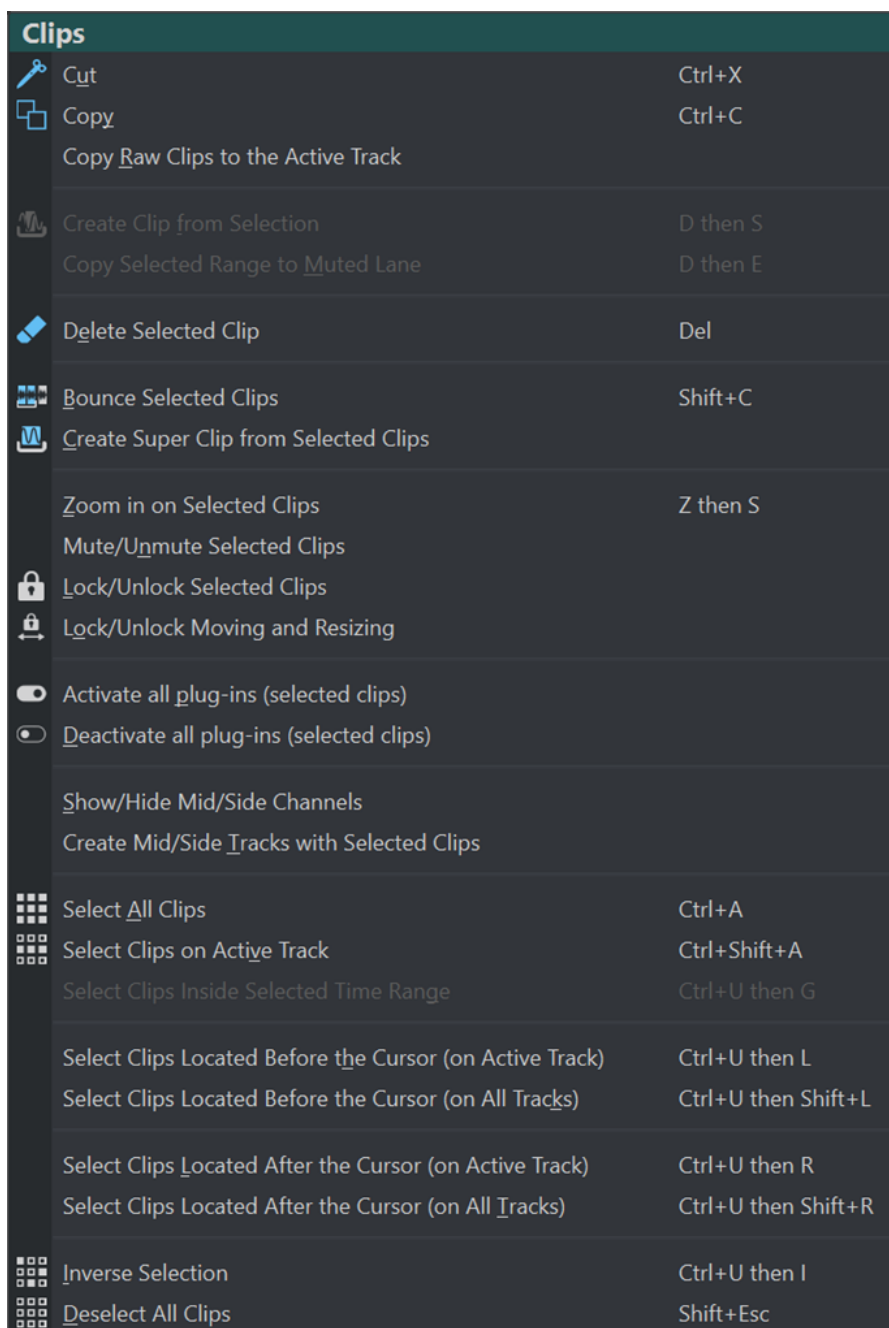 Clips
Cut Ctrl+X
Copy Ctrl+C
Copy Raw Clips to the Active Track
Create Clip from Selection D then S
Copy Selected Range to Muted Lane D then E
Delete Selected Clip Del
Bounce Selected Clips Shift+C
Create Super Clip from Selected Clips
Zoom in on Selected Clips Z then S
Mute/Unmute Selected Clips
Lock/Unlock Selected Clips
Lock/Unlock Moving and Resizing
Activate all plug-ins (selected clips)
Deactivate all plug-ins (selected clips)
Show/Hide Mid/Side Channels
Create Mid/Side Tracks with Selected Clips
Select All Clips Ctrl+A
Select Clips on Active Track Ctrl+Shift+A
Select Clips Inside Selected Time Range Ctrl+U then G
Select Clips Located Before the Cursor (on Active Track) Ctrl+U then L
Select Clips Located Before the Cursor (on All Tracks) Ctrl+U then Shift+L
Select Clips Located After the Cursor (on Active Track) Ctrl+U then R
Select Clips Located After the Cursor (on All Tracks) Ctrl+U then Shift+R
Inverse Selection Ctrl+U then I
Deselect All Clips Shift+Esc